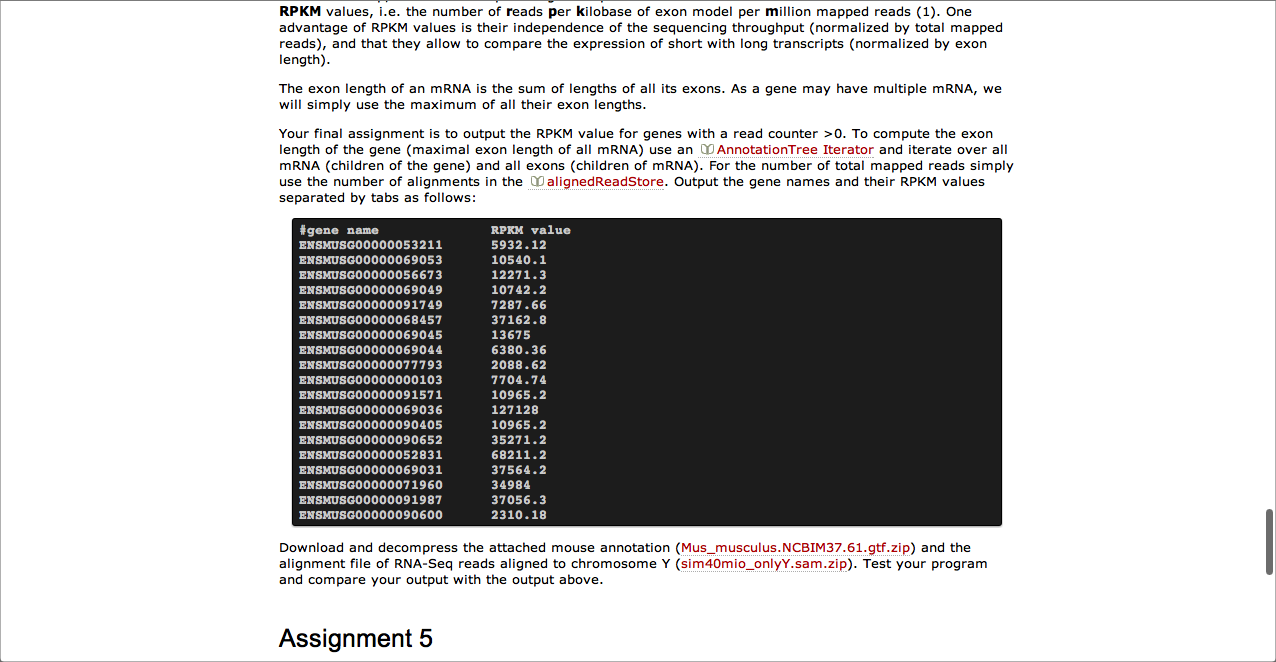 RPKM values, i.e. the number of reads per kilobase of exon model per million mapped reads (1). One
advantage of RPKM values is their independence of the sequencing throughput (normalized by total mapped
reads), and that they allow to compare the expression of short with long transcripts (normalized by exon
length).
The exon length of an mRNA is the sum of lengths of all its exons. As a gene may have multiple mRNA, we
will simply use the maximum of all their exon lengths.
Your final assignment is to output the RPKM value for genes with a read counter >0. To compute the exon
length of the gene (maximal exon length of all mRNA) use an AnnotationTree Iterator and iterate over all
mRNA (children of the gene) and all exons (children of mRNA). For the number of total mapped reads simply
use the number of alignments in the alignedReadStore. Output the gene names and their RPKM values
separated by tabs as follows:
#gene name RPKM value
ENSMUSG00000053211 5932.12
ENSMUSG00000069053 10540.1
ENSMUSG00000056673 12271.3
ENSMUSG00000069049 10742.2
ENSMUSG00000091749 7287.66
ENSMUSG00000068457 37162.8
ENSMUSG00000069045 13675
ENSMUSG00000069044 6380.36
ENSMUSG00000077793 2088.62
ENSMUSG00000000103 7704.74
ENSMUSG00000091571 10965.2
ENSMUSG00000069036 127128
ENSMUSG00000090405 10965.2
ENSMUSG00000090652 35271.2
ENSMUSG00000052831 68211.2
ENSMUSG00000069031 37564.2
ENSMUSG00000071960 34984
ENSMUSG00000091987 37056.3
ENSMUSG00000090600 2310.18
Download and decompress the attached mouse annotation (Mus_musculus.NCBIM37.61.gtf.zip) and the
alignment file of RNA-Seq reads aligned to chromosome Y (sim40mio_onlyY.sam.zip). Test your program
and compare your output with the output above.
Assignment 5